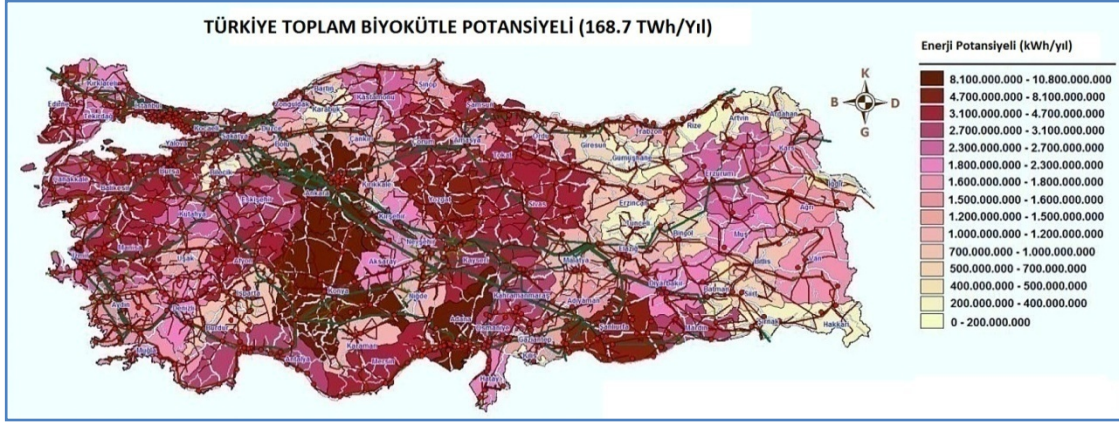 TÜRKİYE TOPLAM BİYOKÜTLE POTANSİYELİ (168.7 TWh/Yıl)
Enerji Potansiyeli (kWh/yıl)
8.100.000.000 - 10.800.000.000
4.700.000.000 - 8.100.000.000
3.100.000.000 - 4.700.000.000
2.700.000.000 - 3.100.000.000
2.300.000.000 - 2.700.000.000
1.800.000.000 - 2.300.000.000
1.600.000.000 - 1.800.000.000
1.500.000.000 - 1.600.000.000
1.200.000.000 - 1.500.000.000
1.000.000.000 - 1.200.000.000
700.000.000 - 1.000.000.000
500.000.000 - 700.000.000
400.000.000 - 500.000.000
200.000.000 - 400.000.000
0 - 200.000.000
K
B D
G
Kırklareli
Edirne
Tekirdağ
İstanbul
Kocaeli
Sakarya
Yalova
Düzce
Bolu
Zonguldak
Bartın
Karabük
Kastamonu
Sinop
Samsun
Çankırı
Çorum
Amasya
Ordu
Tokat
Giresun
Trabzon
Rize
Artvin
Ardahan
Gümüşhane
Kars
Iğdır
Erzurum
Ağrı
Erzincan
Tunceli
Bingöl
Muş
Elazığ
Bitlis
Van
Çanakkale
Balıkesir
Bursa
Bilecik
Eskişehir
Ankara
Kırıkkale
Yozgat
Sivas
Kütahya
Kırşehir
Nevşehir
Kayseri
Malatya
Manisa
İzmir
Uşak
Afyon
Aksaray
Konya
Niğde
Kahramanmaraş
Adıyaman
Diyarbakır
Batman
Siirt
Aydın
Denizli
Isparta
Burdur
Muğla
Antalya
Karaman
Mersin
Adana
Osmaniye
Gaziantep
Kilis
Şanlıurfa
Mardin
Şırnak
Hakkari
Hatay